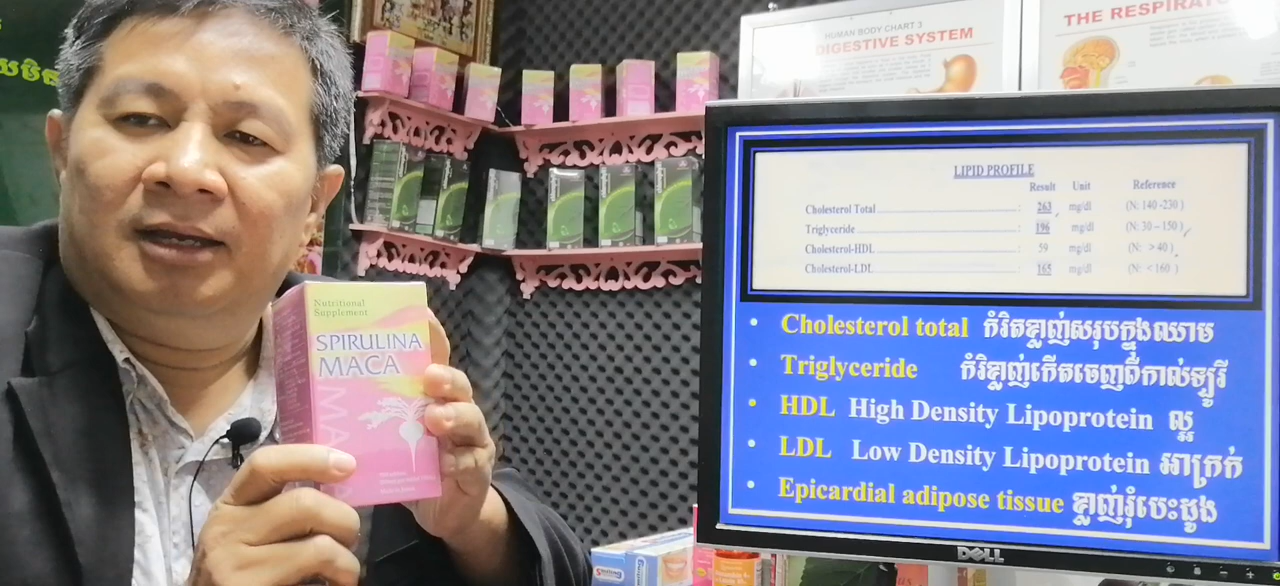 Nutritional
Supplement
SPIRULINA
MACA
HUMAN BODY CHART 3
DIGESTIVE SYSTEM
THE RESPIRATO
LIPID PROFILE
Result Unit Reference
Cholesterol Total : 263 mg/dl (N: 140 -230 )
Triglyceride : 196 mg/dl (N: 30 – 150 )
Cholesterol-HDL : 59 mg/dl (N: > 40 )
Cholesterol-LDL : 165 mg/dl (N: < 160 )
• Cholesterol total កំរិតខ្លាញ់សរុបក្នុងឈាម
• Triglyceride កំរិខ្លាញ់កើតចេញពីកាល់ឡូរី
• HDL High Density Lipoprotein ល្អ
• LDL Low Density Lipoprotein អាក្រក់
• Epicardial adipose tissue ខ្លាញ់រុំបេះដូង
DELL